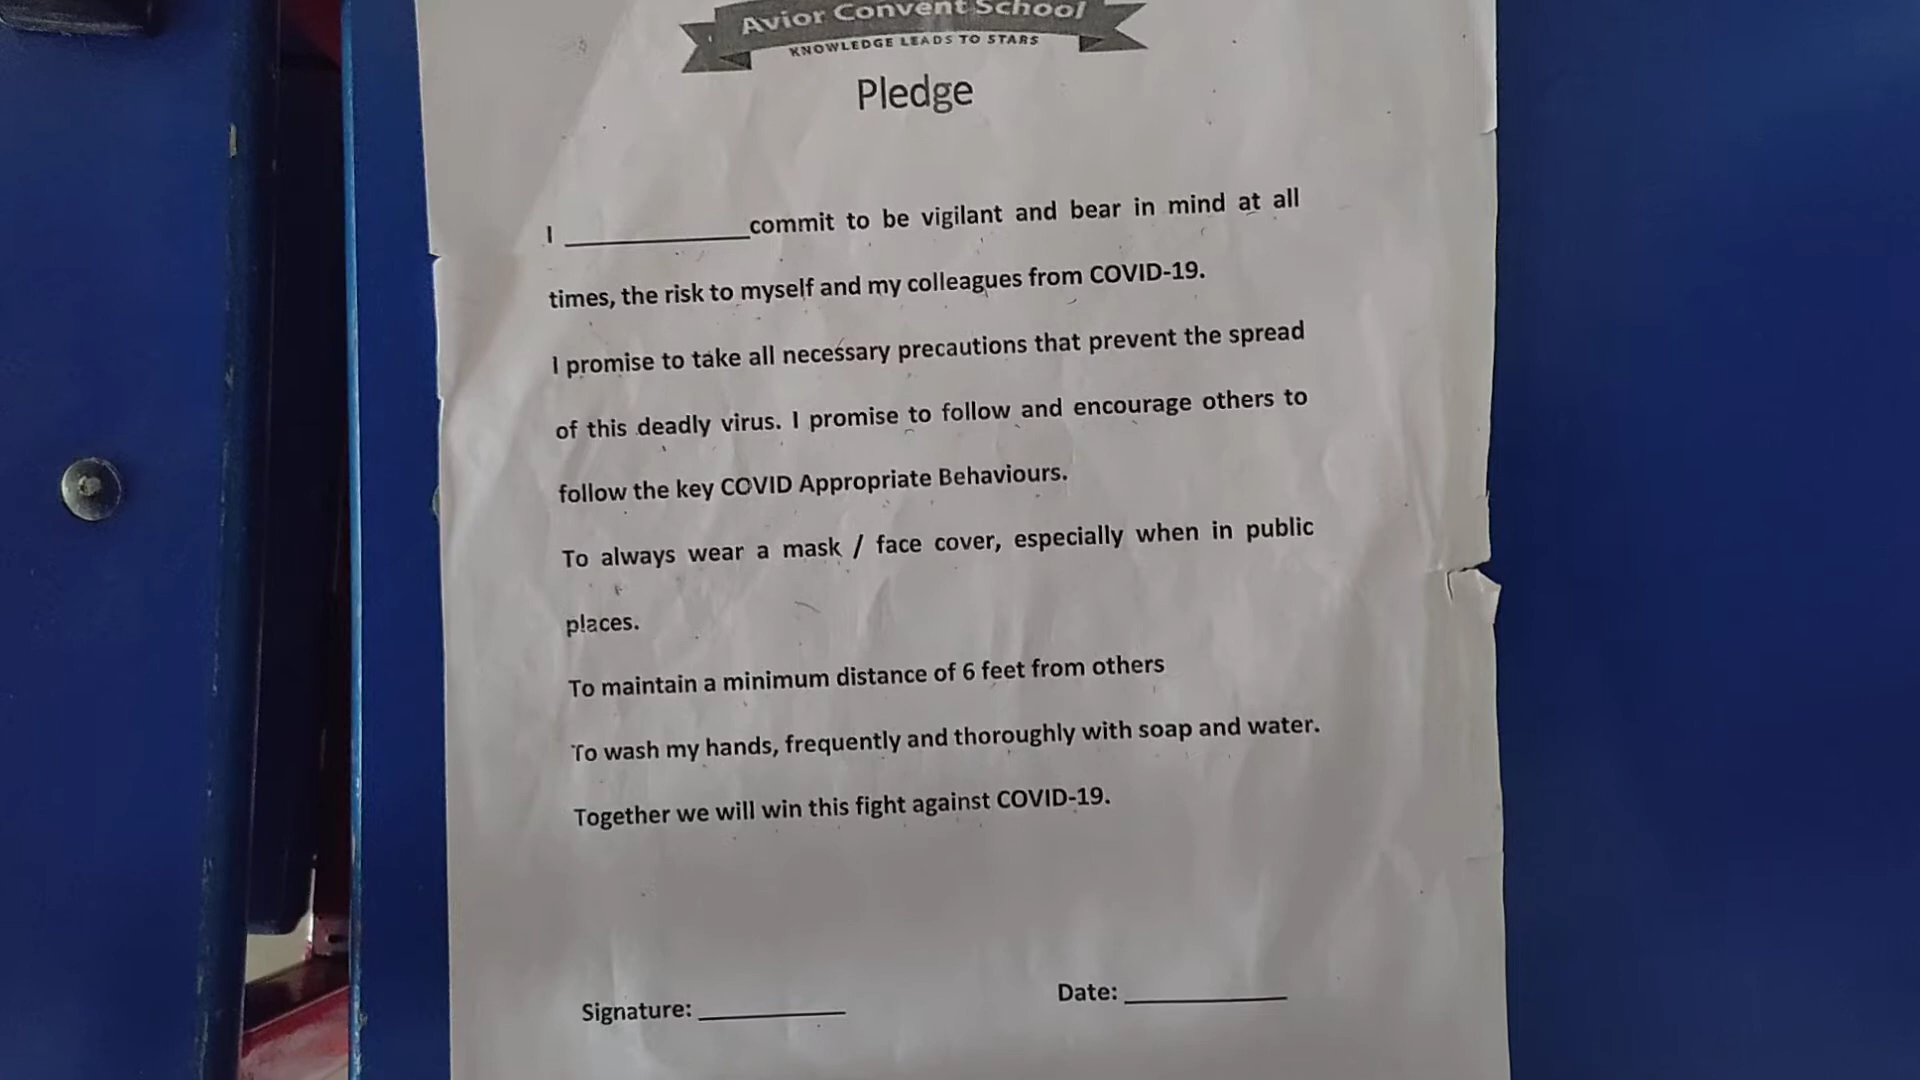 Avior Convent School
KNOWLEDGE LEADS TO STARS
Pledge
I ______________commit to be vigilant and bear in mind at all
times, the risk to myself and my colleagues from COVID-19.
I promise to take all necessary precautions that prevent the spread
of this deadly virus. I promise to follow and encourage others to
follow the key COVID Appropriate Behaviours.
To always wear a mask / face cover, especially when in public
places.
To maintain a minimum distance of 6 feet from others
To wash my hands, frequently and thoroughly with soap and water.
Together we will win this fight against COVID-19.
Signature: ___________ Date: ____________